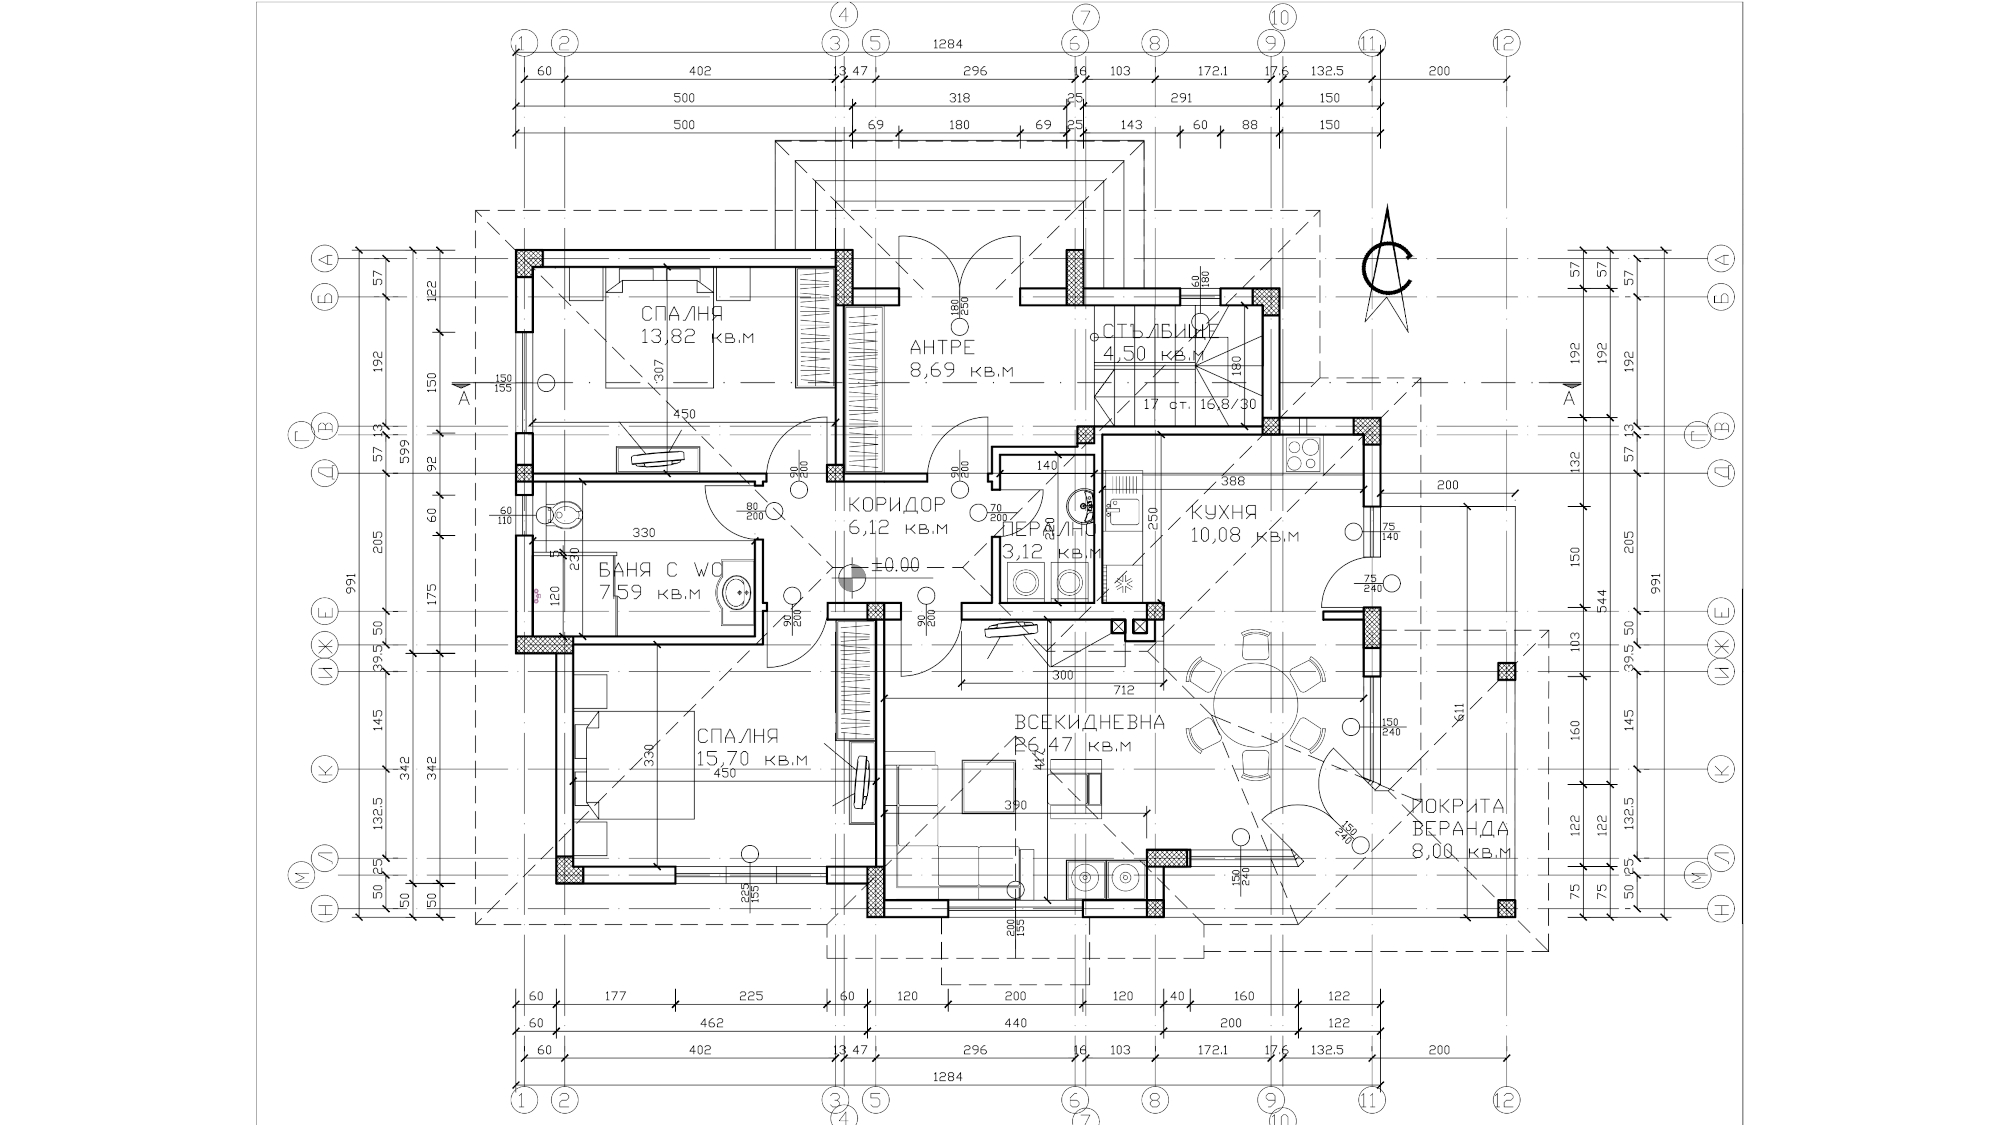 4 7 10
1 2 3 5 6 8 9 11 12
1284
60 402 13 47 296 16 103 172.1 17.6 132.5 200
500 318 25 291 150
500 69 180 69 25 143 60 88 150
А А
Б Б
В В
Г Г
Д Д
Е Е
Ж Ж
И И
К К
Л Л
М М
Н Н
991
57 192 13 57 205 50 39.5 145 132.5 25 50
599 342 50
122 150 92 60 175 342 50
57 192 132 150 103 160 122 75
57 192 544 122 75
57 192 13 57 205 50 39.5 145 132.5 25 50
991
С
А А
СПАЛНЯ
13,82 кв.м
307
450
150
155
180
250
60
180
АНТРЕ
8,69 кв.м
СТЪЛБИЩЕ
4,50 кв.м
180
17 ст. 16,8/30
90
200
90
200
80
200
70
200
60
110
КОРИДОР
6,12 кв.м
±0.00
140
220
3,12 кв.м
388
250
КУХНЯ
10,08 кв.м
200
75
140
75
240
330
230
5
120
БАНЯ С WC
7,59 кв.м
90
200
90
200
300
712
ВСЕКИДНЕВНА
26,47 кв.м
417
390
СПАЛНЯ
15,70 кв.м
330
450
150
240
611
ПОКРИТА
ВЕРАНДА
8,00 кв.м
150
240
150
240
225
155
200
155
60 177 225 60 120 200 120 40 160 122
60 462 440 200 122
60 402 13 47 296 16 103 172.1 17.6 132.5 200
1284
1 2 3 5 6 8 9 11 12
4 7 10